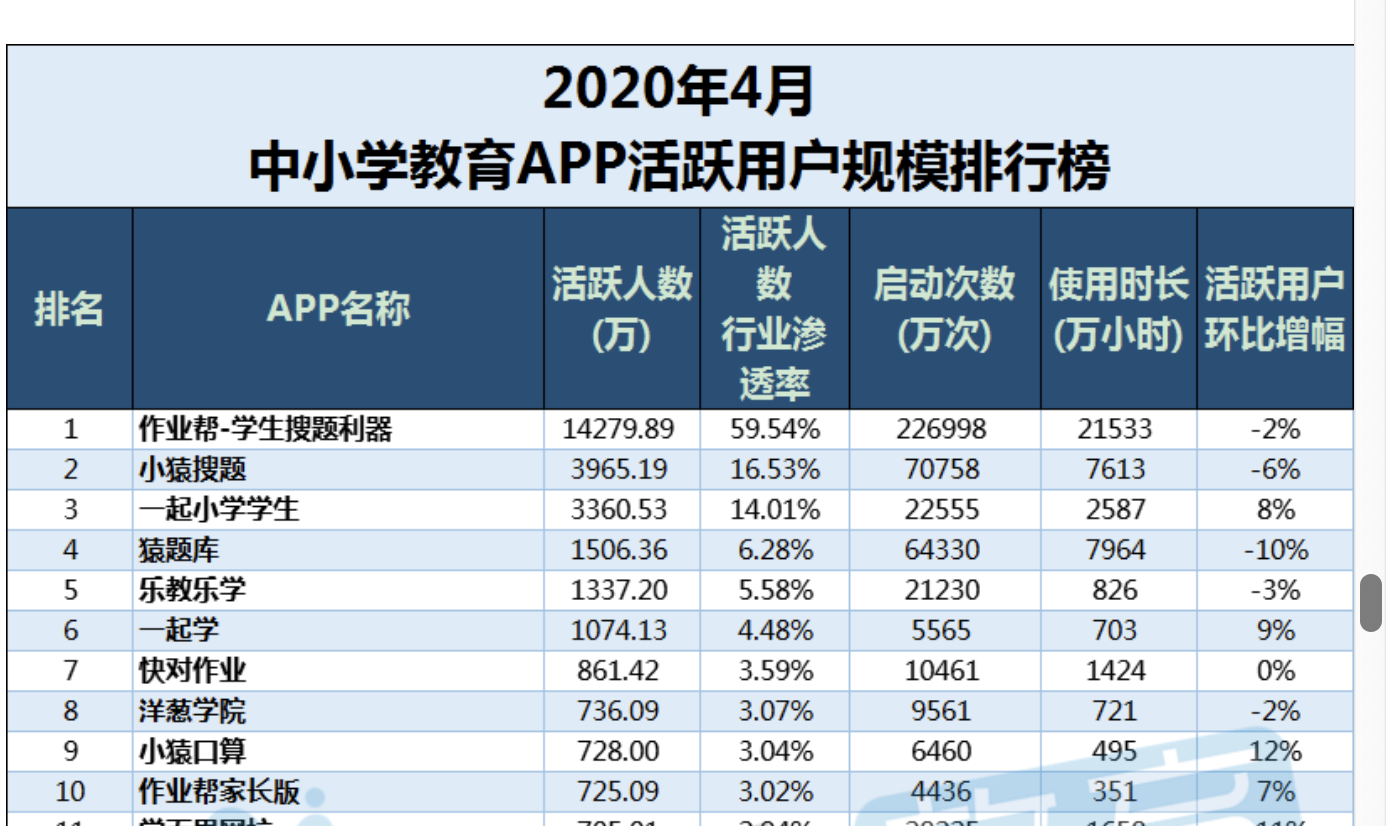 2020年4月
中小学教育APP活跃用户规模排行榜
排名 APP名称 活跃人数(万) 活跃人数行业渗透率 启动次数(万次) 使用时长(万小时) 活跃用户环比增幅
1 作业帮-学生搜题利器 14279.89 59.54% 226998 21533 -2%
2 小猿搜题 3965.19 16.53% 70758 7613 -6%
3 一起小学学生 3360.53 14.01% 22555 2587 8%
4 猿题库 1506.36 6.28% 64330 7964 -10%
5 乐教乐学 1337.20 5.58% 21230 826 -3%
6 一起学 1074.13 4.48% 5565 703 9%
7 快对作业 861.42 3.59% 10461 1424 0%
8 洋葱学院 736.09 3.07% 9561 721 -2%
9 小猿口算 728.00 3.04% 6460 495 12%
10 作业帮家长版 725.09 3.02% 4436 351 7%